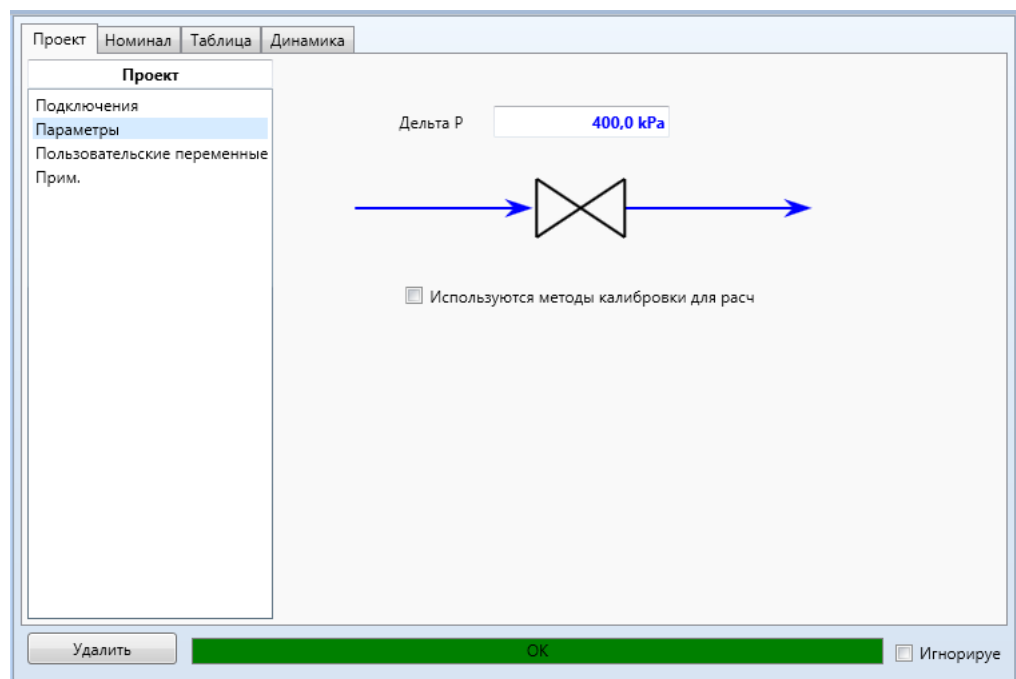 Проект Номинал Таблица Динамика
Проект
Подключения
Параметры
Пользовательские переменные
Прим.
Дельта P 400,0 kPa
Используются методы калибровки для расч
Удалить OK Игнорируе